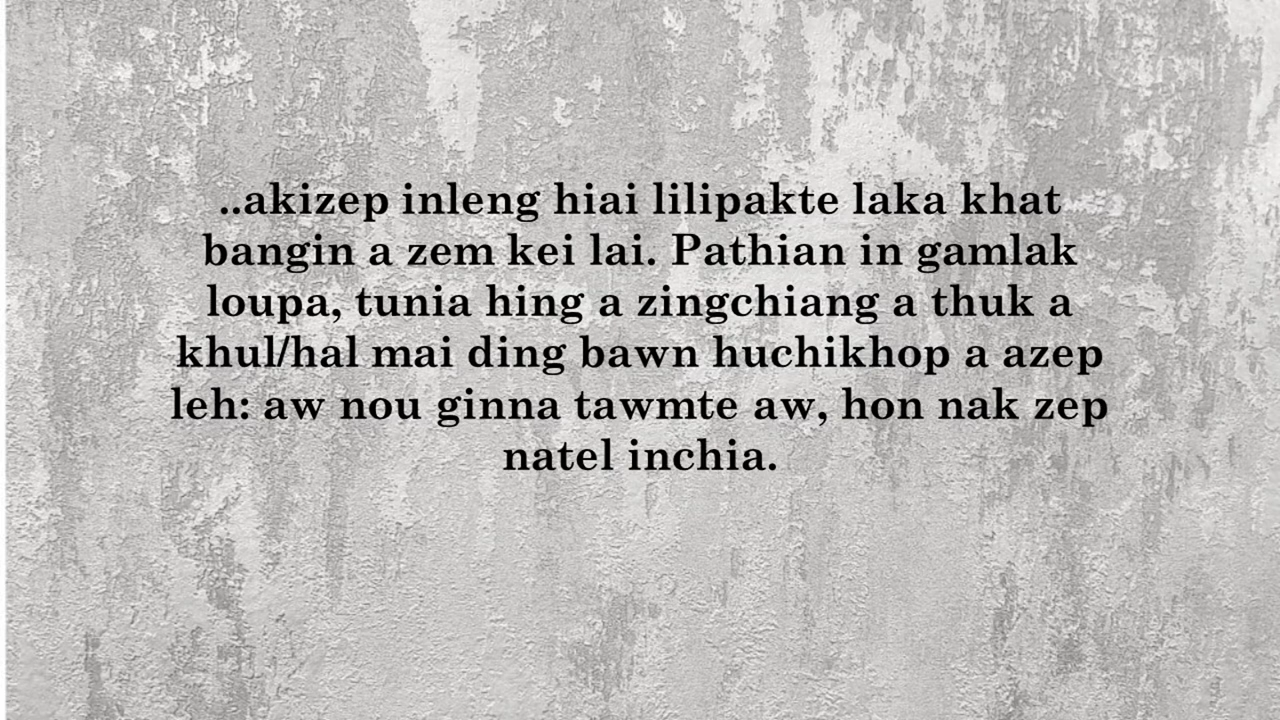 ..akizep inleng hiai lilipakte laka khat
bangin a zem kei lai. Pathian in gamlak
loupa, tunia hing a zingchiang a thuk a
khul/hal mai ding bawn huchikhop a azep
leh: aw nou ginna tawmte aw, hon nak zep
natel inchia.